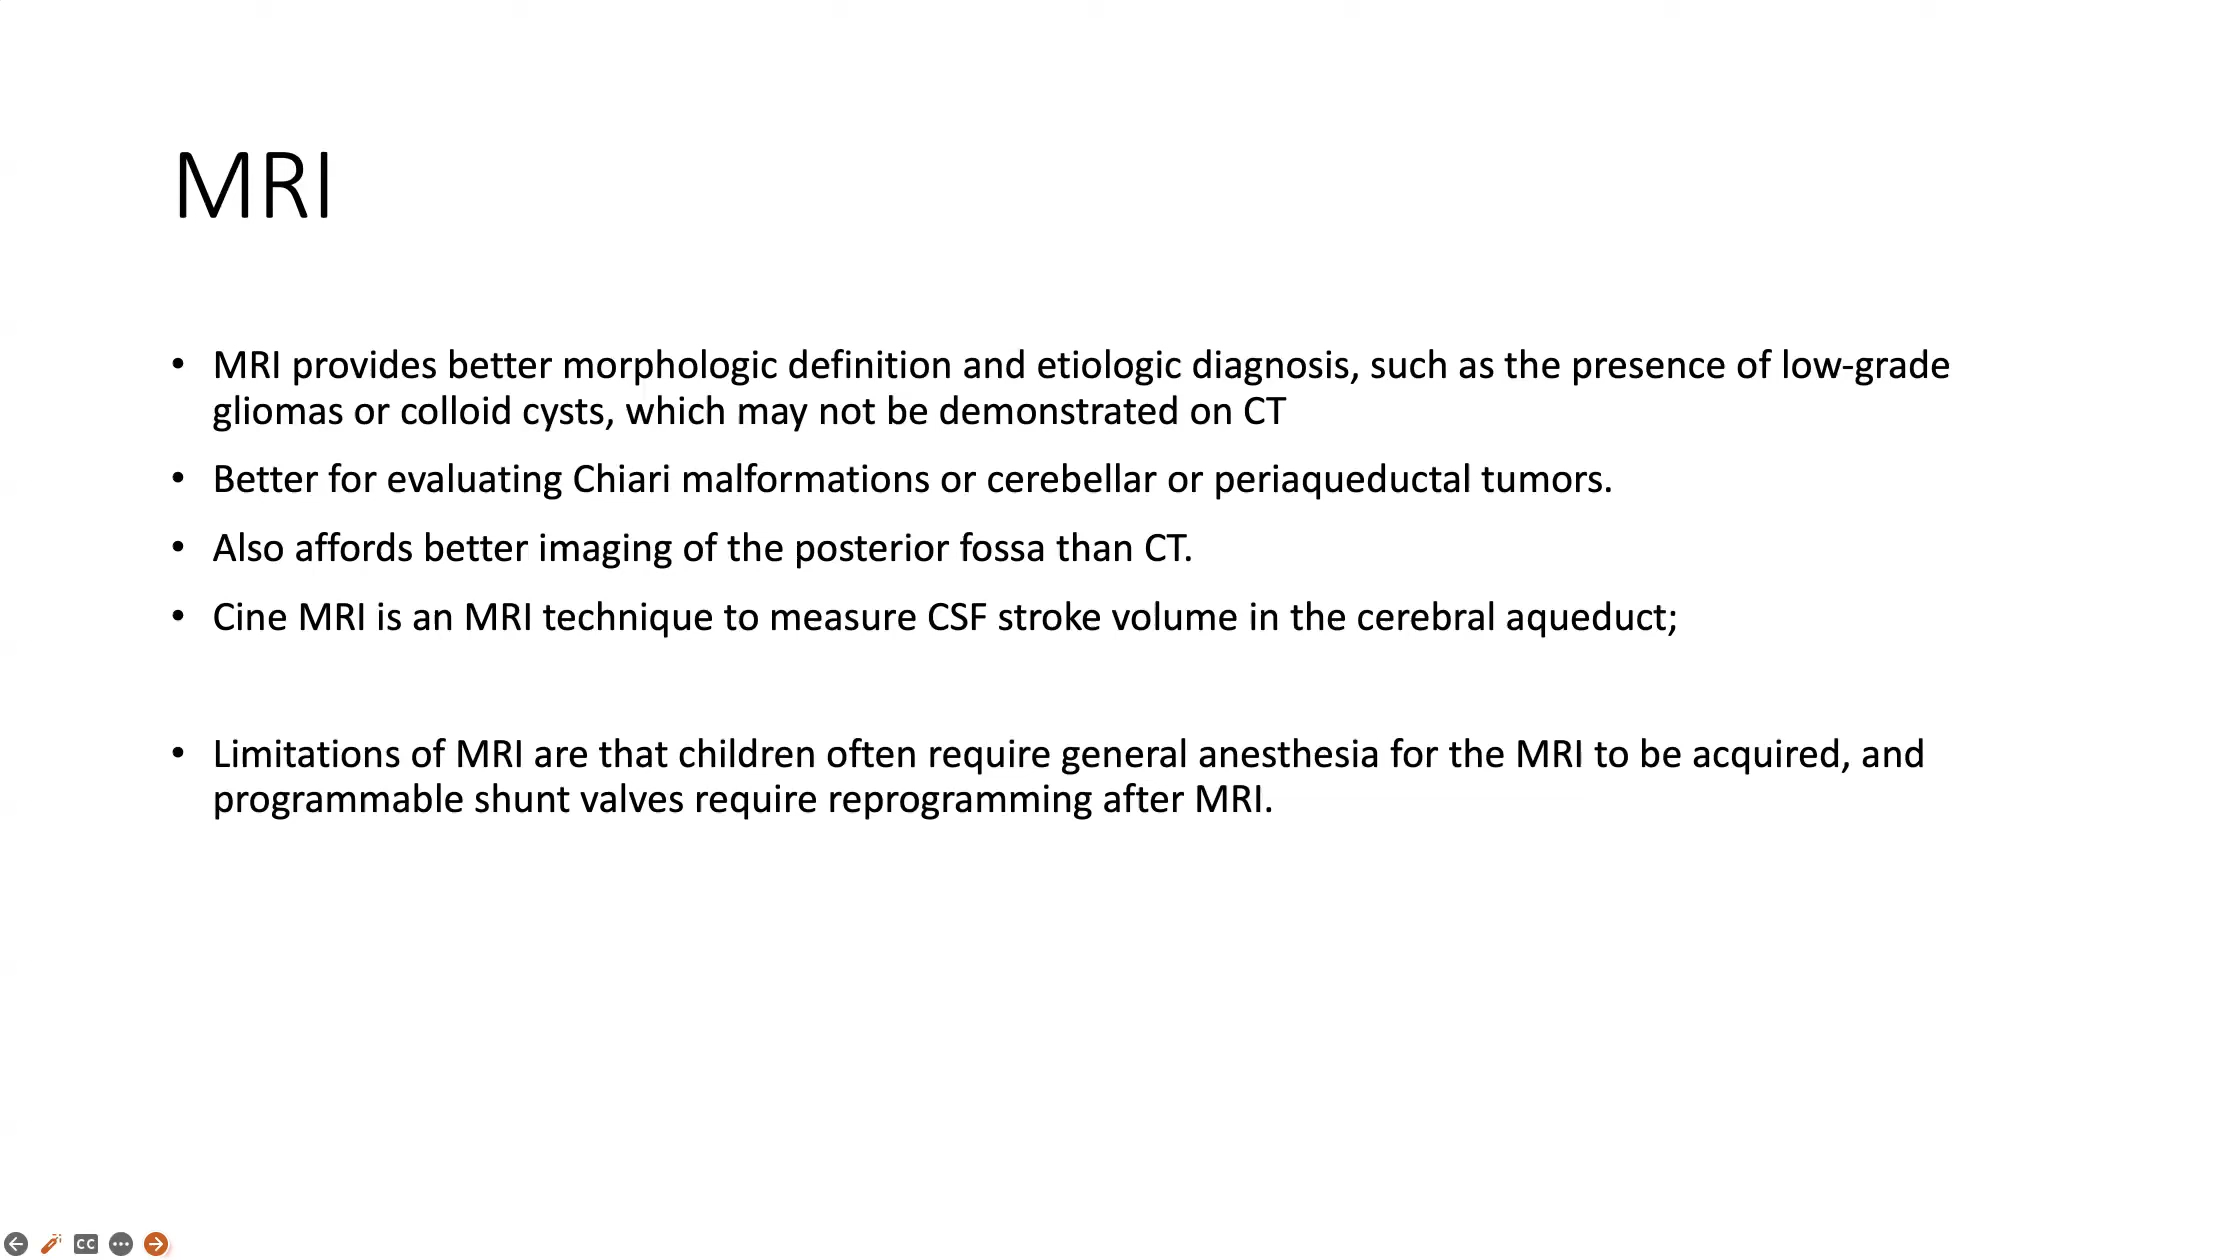 MRI
• MRI provides better morphologic definition and etiologic diagnosis, such as the presence of low-grade
gliomas or colloid cysts, which may not be demonstrated on CT
• Better for evaluating Chiari malformations or cerebellar or periaqueductal tumors.
• Also affords better imaging of the posterior fossa than CT.
• Cine MRI is an MRI technique to measure CSF stroke volume in the cerebral aqueduct;
• Limitations of MRI are that children often require general anesthesia for the MRI to be acquired, and
programmable shunt valves require reprogramming after MRI.
CC